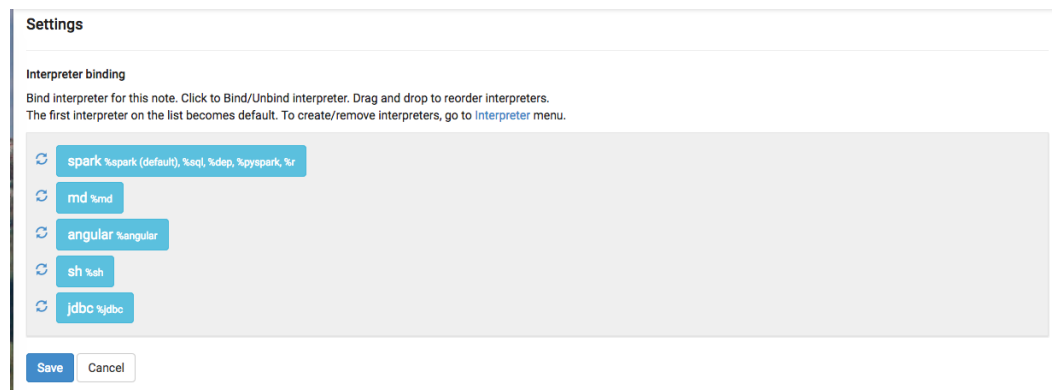 Settings
Interpreter binding
Bind interpreter for this note. Click to Bind/Unbind interpreter. Drag and drop to reorder interpreters.
The first interpreter on the list becomes default. To create/remove interpreters, go to Interpreter menu.
spark %spark (default), %sql, %dep, %pyspark, %r
md %md
angular %angular
sh %sh
jdbc %jdbc
Save Cancel